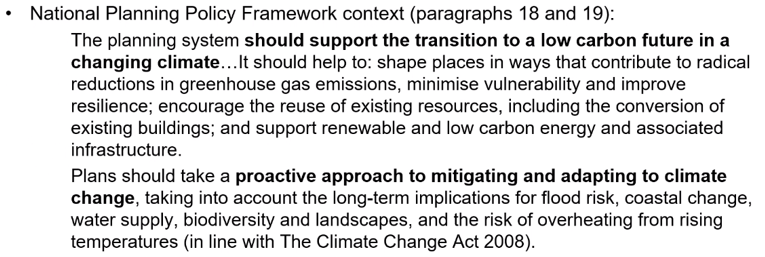 • National Planning Policy Framework context (paragraphs 18 and 19):
The planning system should support the transition to a low carbon future in a
changing climate…It should help to: shape places in ways that contribute to radical
reductions in greenhouse gas emissions, minimise vulnerability and improve
resilience; encourage the reuse of existing resources, including the conversion of
existing buildings; and support renewable and low carbon energy and associated
infrastructure.
Plans should take a proactive approach to mitigating and adapting to climate
change, taking into account the long-term implications for flood risk, coastal change,
water supply, biodiversity and landscapes, and the risk of overheating from rising
temperatures (in line with The Climate Change Act 2008).